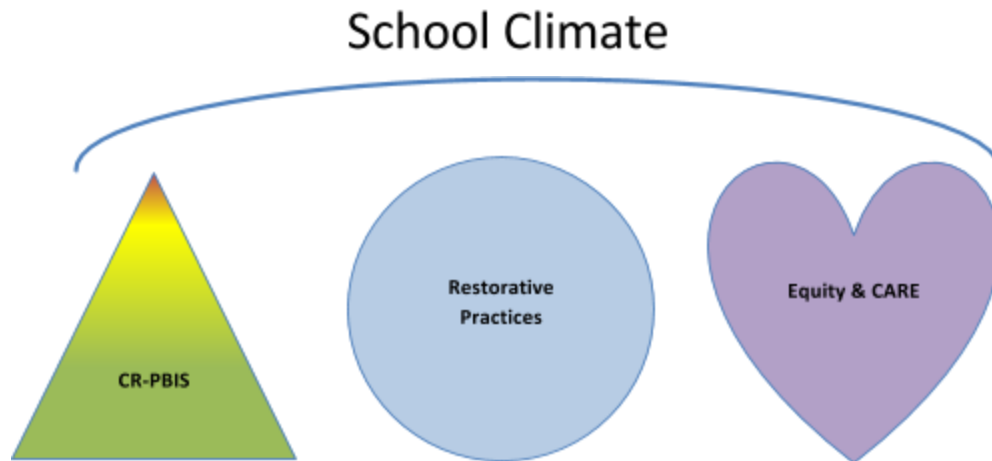 School Climate
CR-PBIS
Restorative
Practices
Equity & CARE